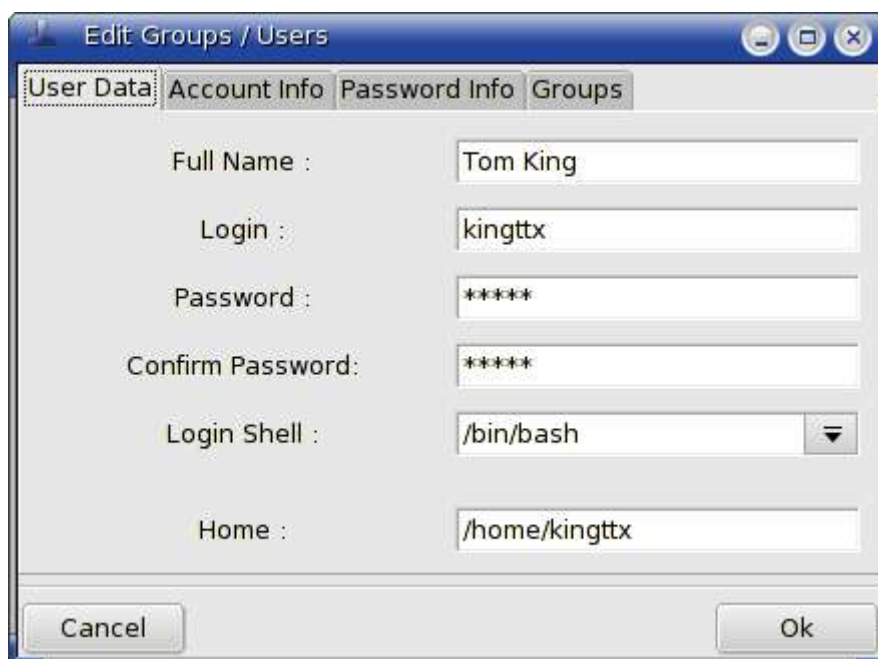 Edit Groups / Users
User Data Account Info Password Info Groups
Full Name : Tom King
Login : kingttx
Password : *****
Confirm Password: *****
Login Shell : /bin/bash
Home : /home/kingttx
Cancel Ok